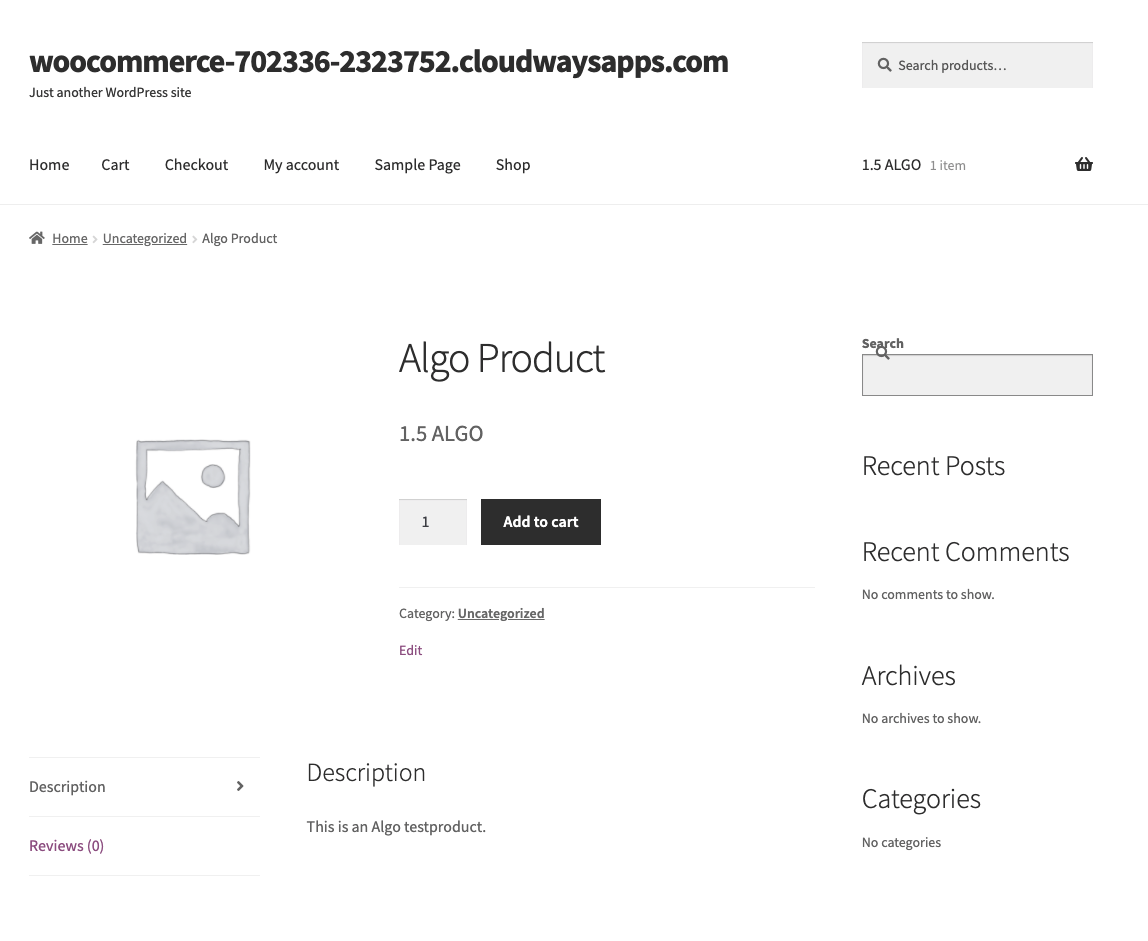 woocommerce-702336-2323752.cloudwaysapps.com
Just another WordPress site
Search products…
Home Cart Checkout My account Sample Page Shop
1.5 ALGO 1 item
Home Uncategorized Algo Product
Algo Product
1.5 ALGO
1 Add to cart
Category: Uncategorized
Edit
Search
Recent Posts
Recent Comments
No comments to show.
Archives
No archives to show.
Categories
No categories
Description
Reviews (0)
Description
This is an Algo testproduct.